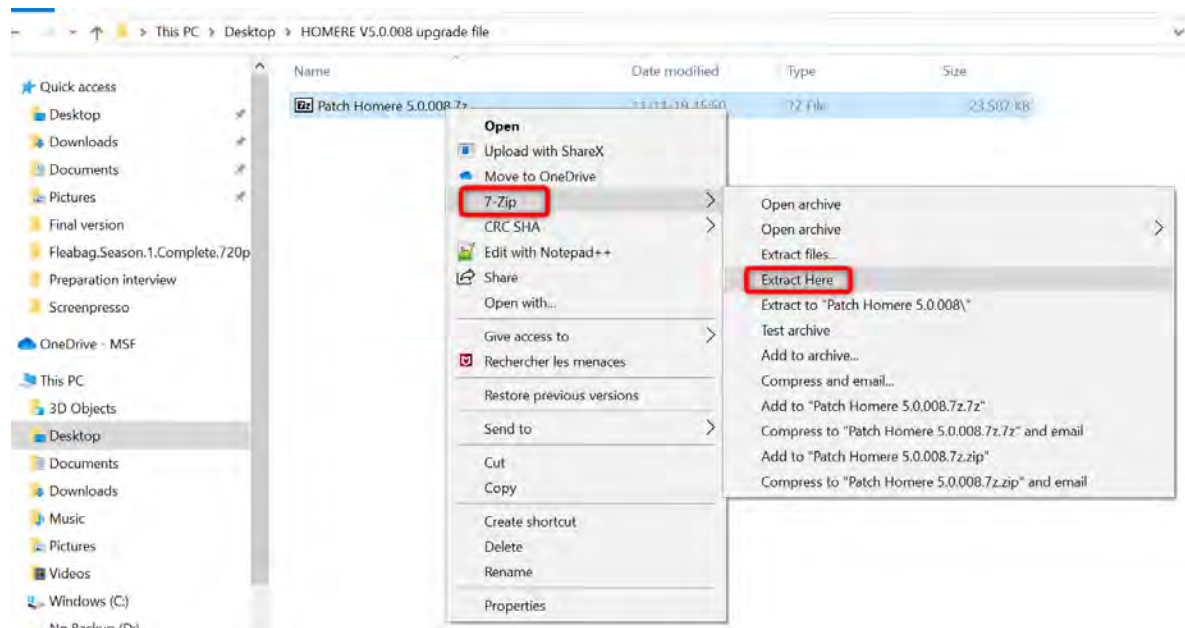 This PC > Desktop > HOMERE V5.0.008 upgrade file
Name Date modified Type Size
Quick access
Desktop
Downloads
Documents
Pictures
Final version
Fleabag.Season.1.Complete.720p
Preparation interview
Screenpresso
OneDrive - MSF
This PC
3D Objects
Desktop
Documents
Downloads
Music
Pictures
Videos
Windows (C:)
No Backup (D:)
Patch Homere 5.0.008.7z 11-11-19 15:50 7Z File 23.587 KB
Open
Upload with ShareX
Move to OneDrive
7-Zip
CRC SHA
Edit with Notepad++
Share
Open with...
Give access to
Rechercher les menaces
Restore previous versions
Send to
Cut
Copy
Create shortcut
Delete
Rename
Properties
Open archive
Open archive
Extract files...
Extract Here
Extract to "Patch Homere 5.0.008\"
Test archive
Add to archive...
Compress and email...
Add to "Patch Homere 5.0.008.7z.7z"
Compress to "Patch Homere 5.0.008.7z.7z" and email
Add to "Patch Homere 5.0.008.7z.zip"
Compress to "Patch Homere 5.0.008.7z.zip" and email